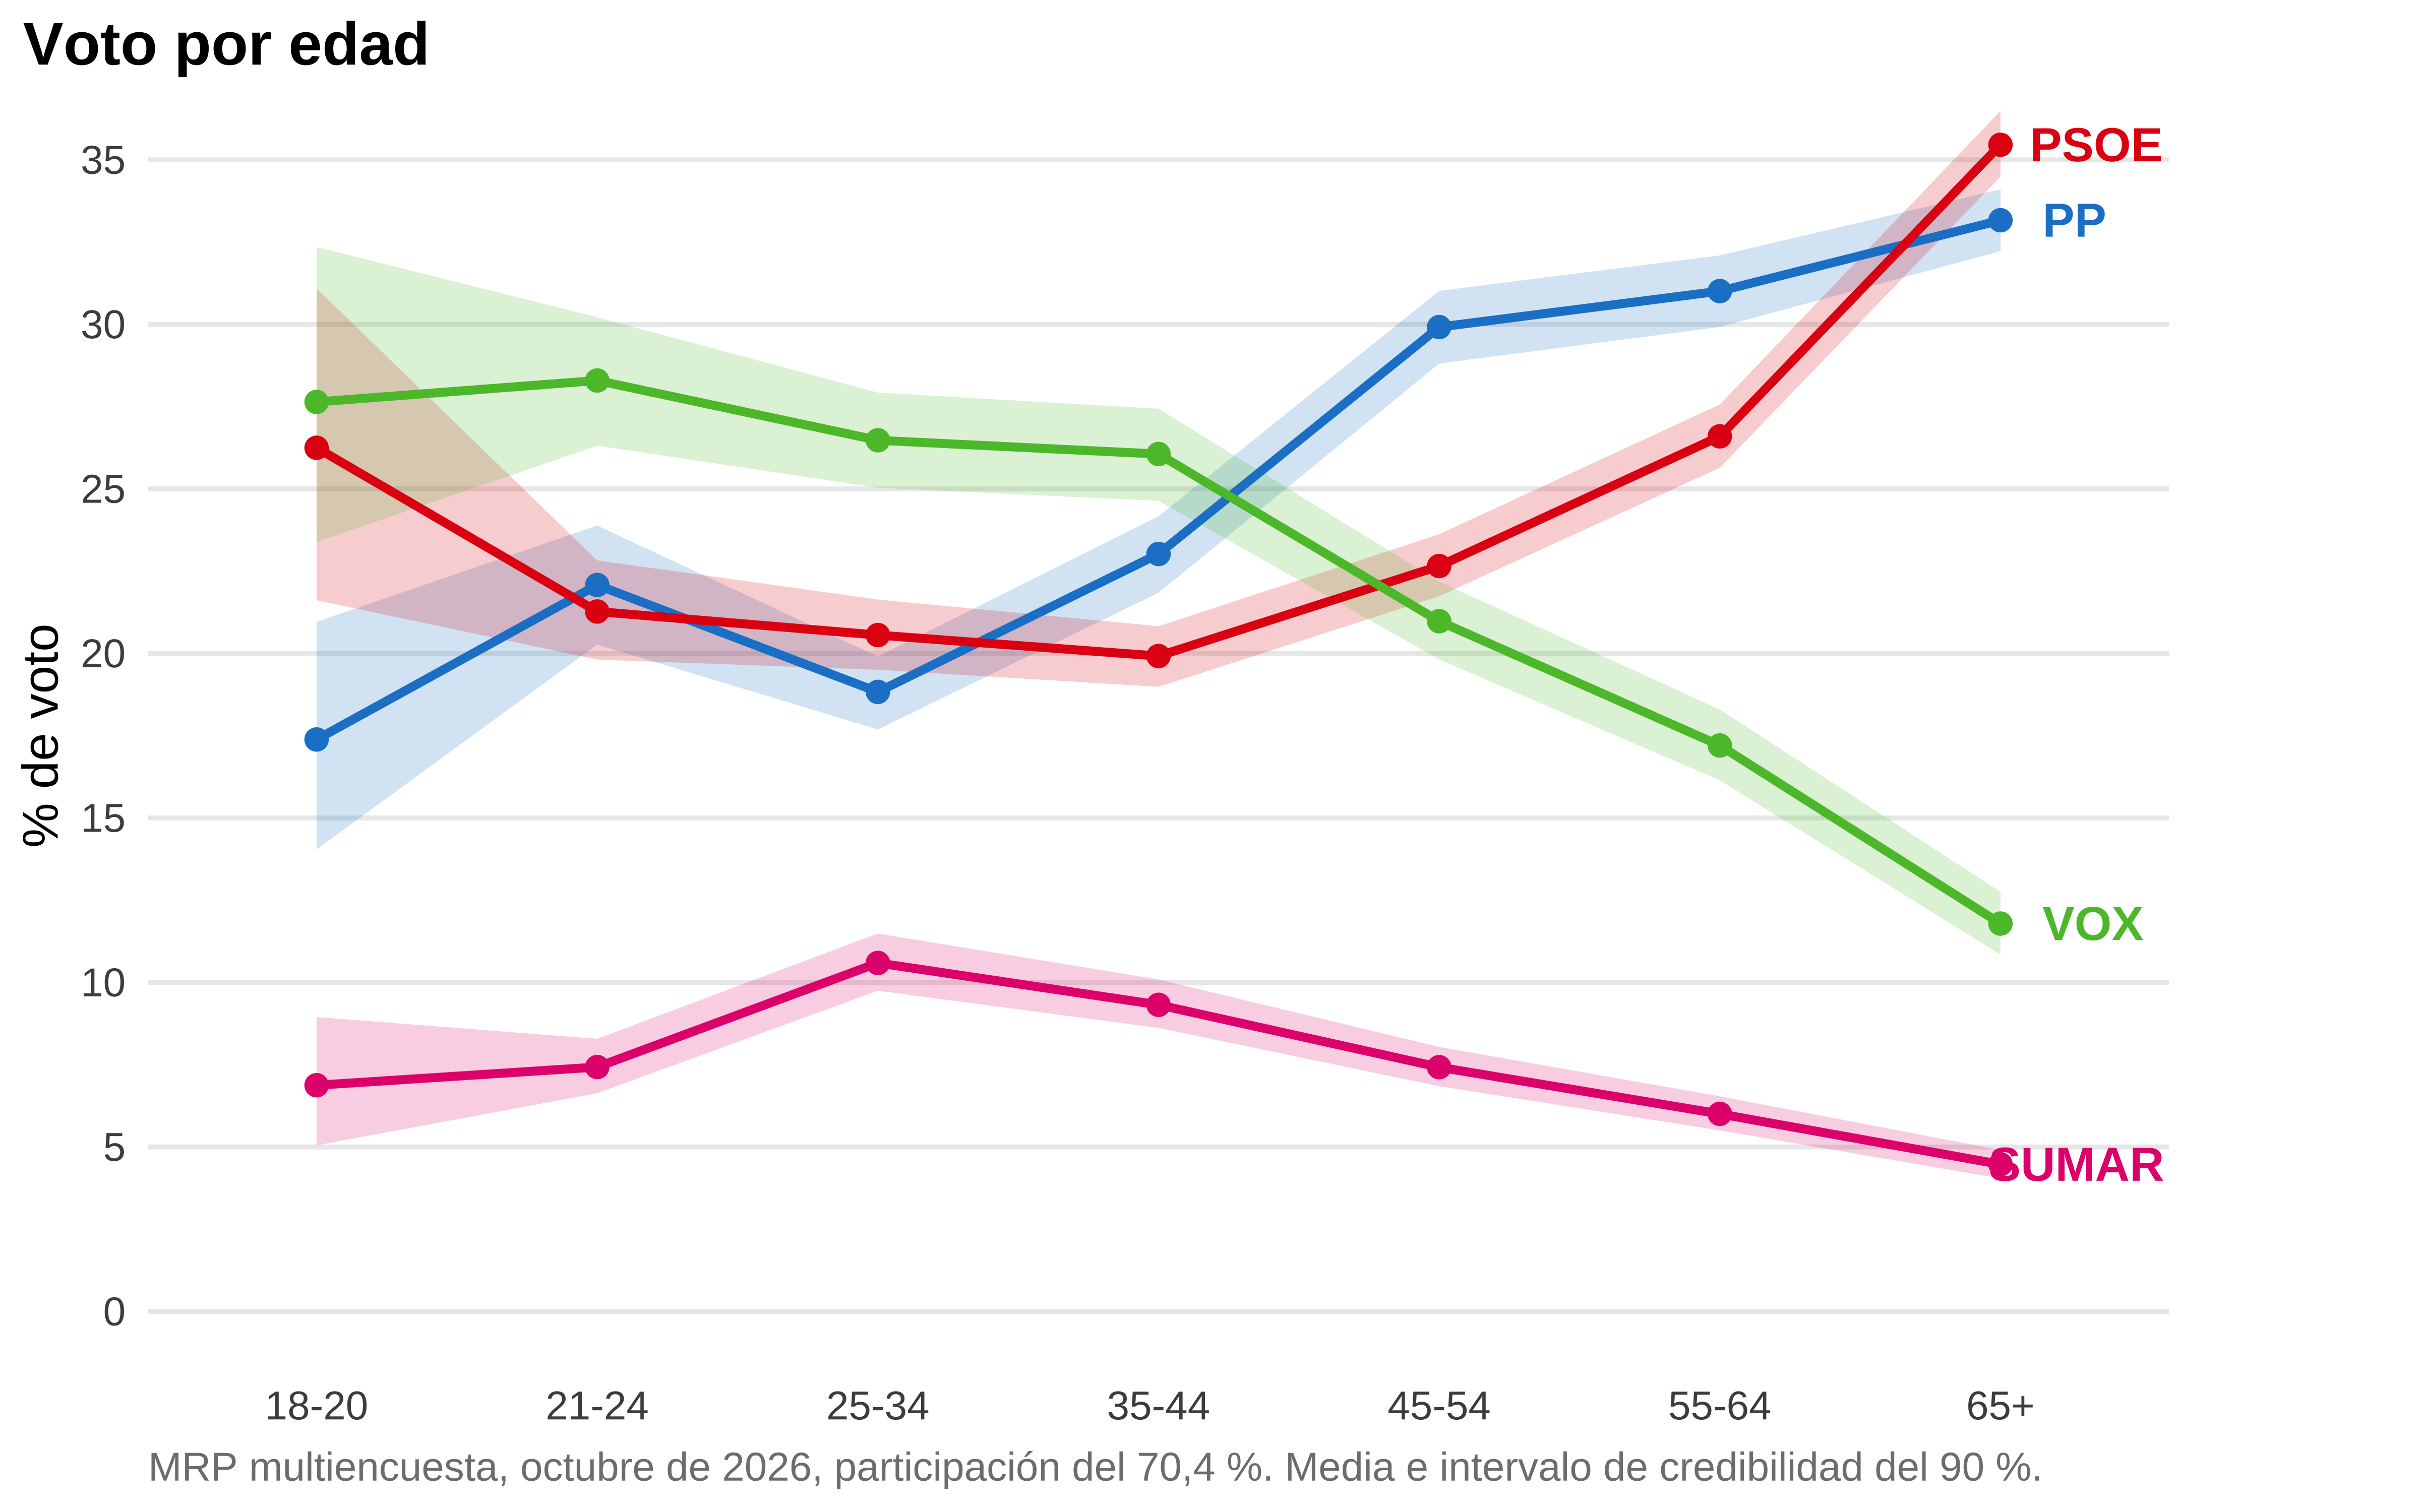 Voto por edad
% de voto
35
30
25
20
15
10
5
0
PSOE
PP
VOX
SUMAR
18-20 21-24 25-34 35-44 45-54 55-64 65+
MRP multiencuesta, octubre de 2026, participación del 70,4 %. Media e intervalo de credibilidad del 90 %.